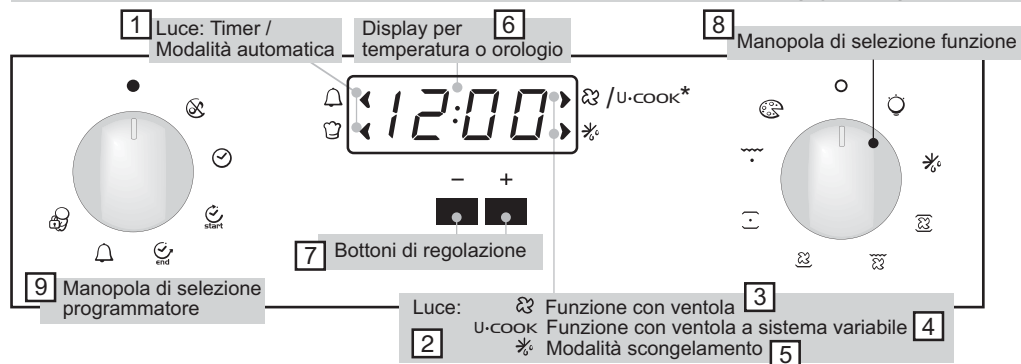 1
Luce: Timer /
Modalità automatica
Display per
temperatura o orologio
6
8
Manopola di selezione funzione
12:00
/U·COOK*
start
end
− +
7 Bottoni di regolazione
9 Manopola di selezione
programmatore
Luce:
2
Funzione con ventola 3
U·COOK Funzione con ventola a sistema variabile 4
Modalità scongelamento 5